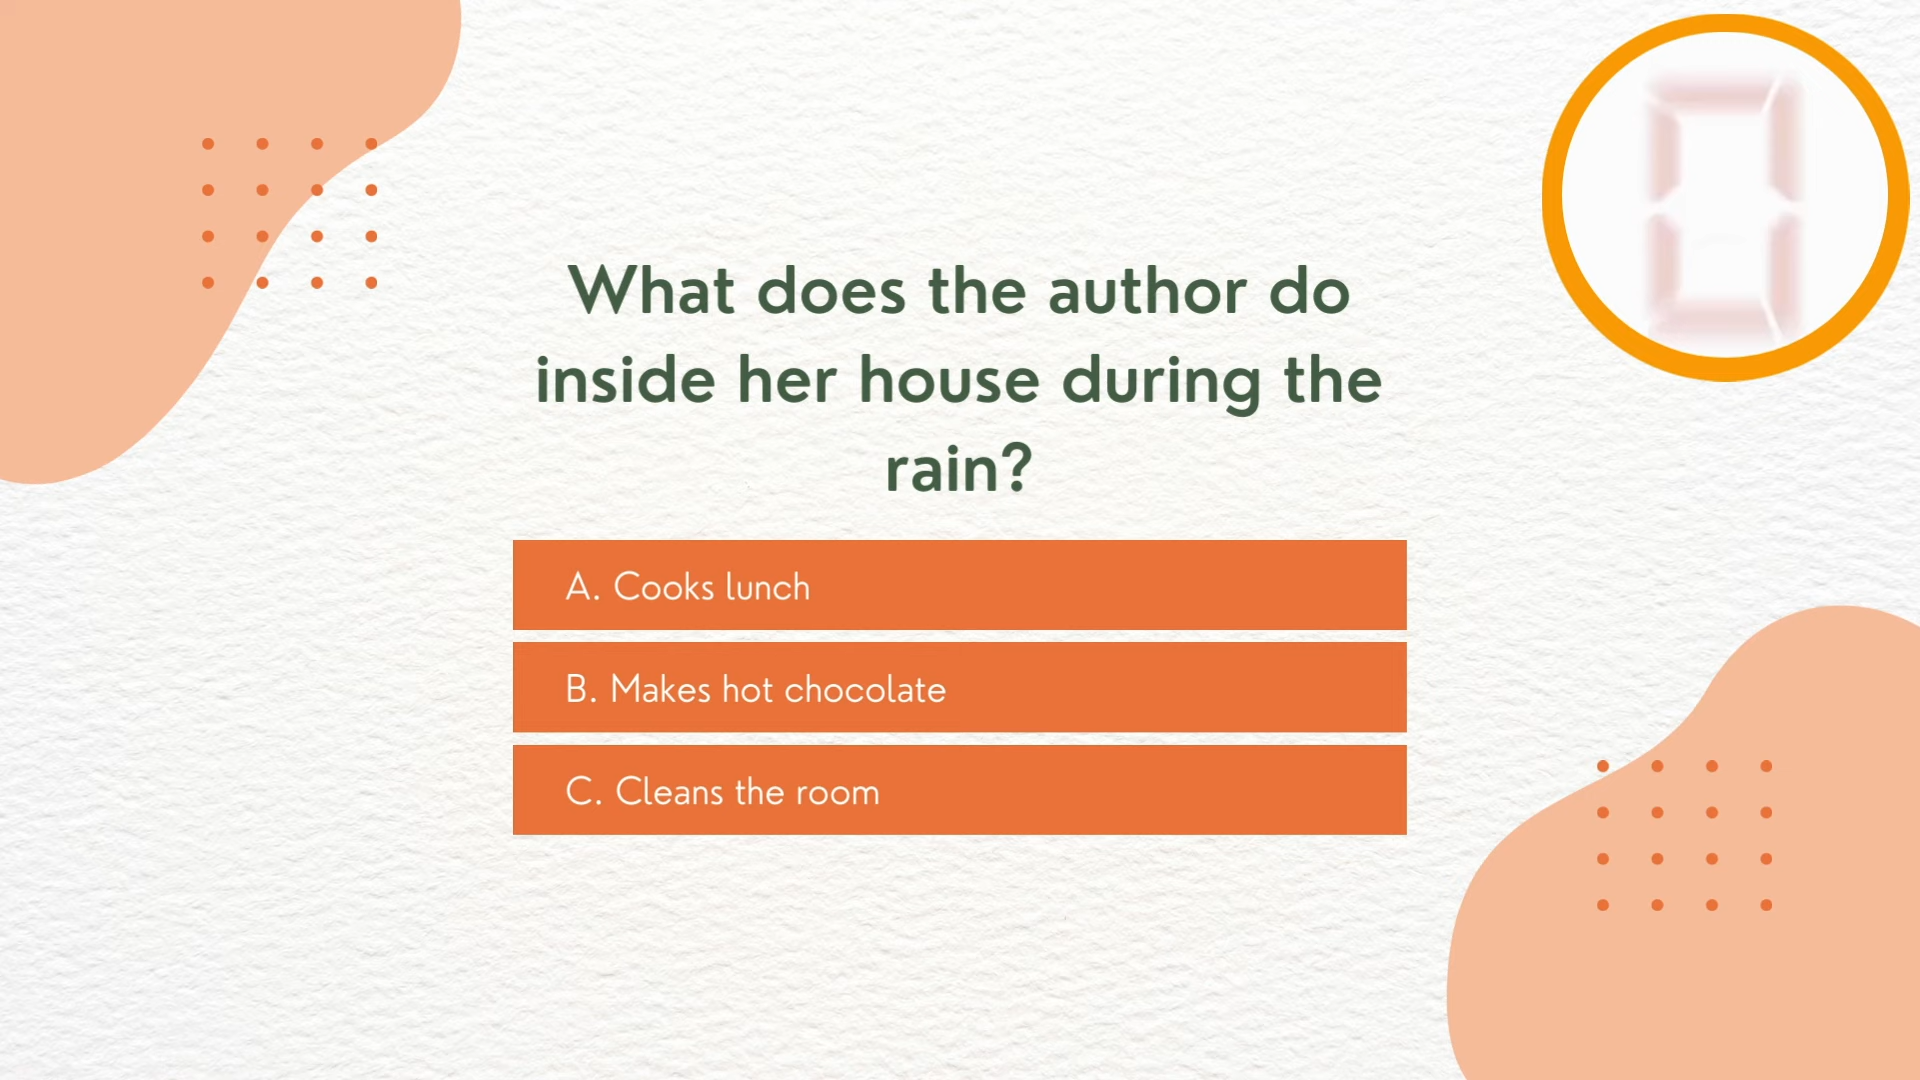 What does the author do
inside her house during the
rain?
A. Cooks lunch
B. Makes hot chocolate
C. Cleans the room
0